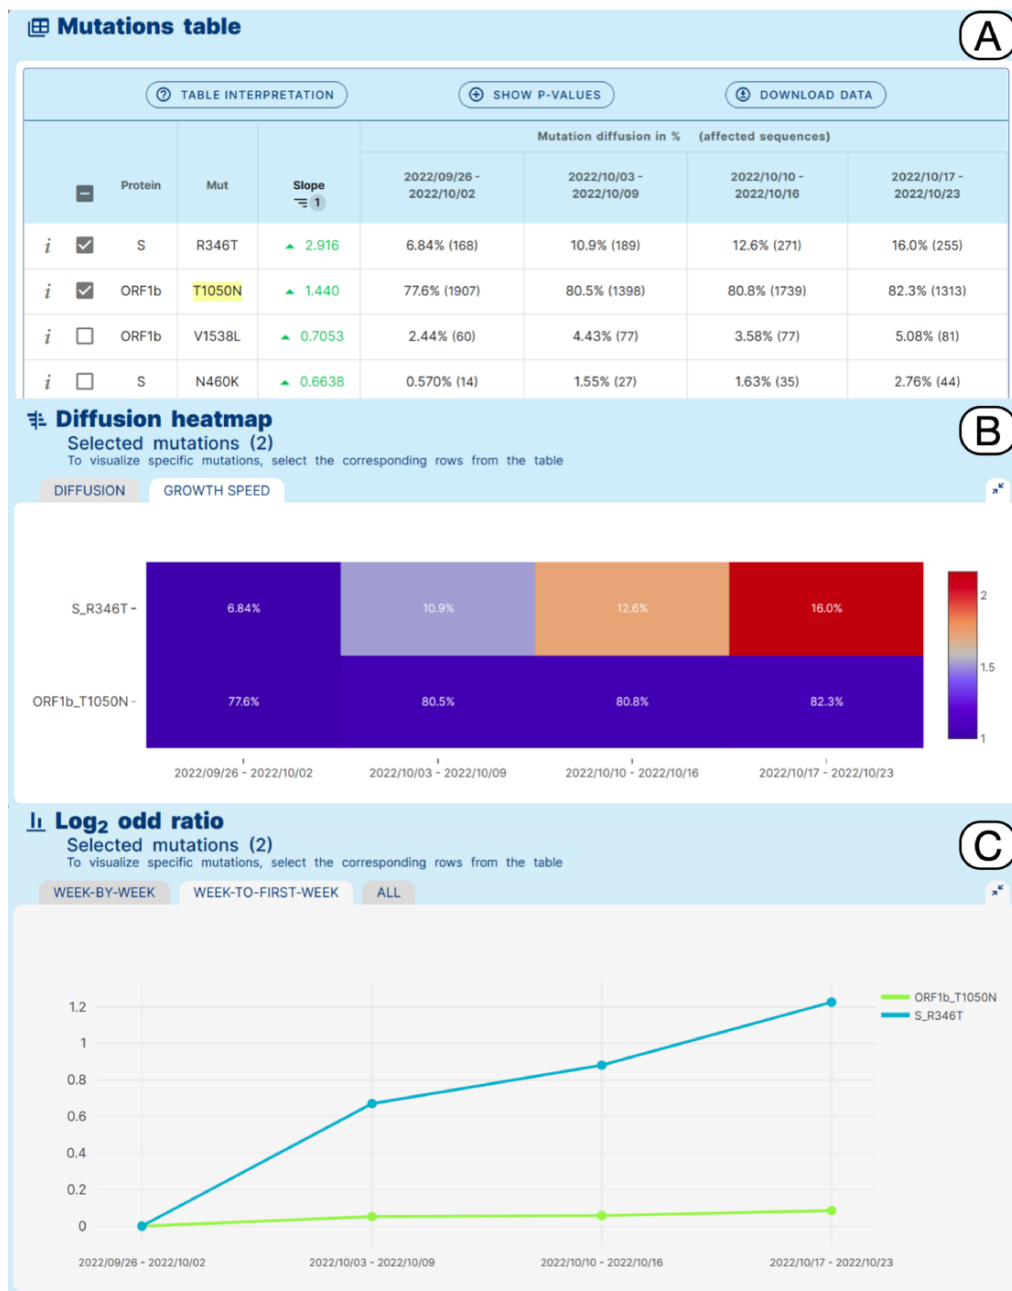 Mutations table
A
TABLE INTERPRETATION SHOW P-VALUES DOWNLOAD DATA
Mutation diffusion in % (affected sequences)
Protein Mut Slope 1 2022/09/26 - 2022/10/02 2022/10/03 - 2022/10/09 2022/10/10 - 2022/10/16 2022/10/17 - 2022/10/23
i S R346T 2.916 6.84% (168) 10.9% (189) 12.6% (271) 16.0% (255)
i ORF1b T1050N 1.440 77.6% (1907) 80.5% (1398) 80.8% (1739) 82.3% (1313)
i ORF1b V1538L 0.7053 2.44% (60) 4.43% (77) 3.58% (77) 5.08% (81)
i S N460K 0.6638 0.570% (14) 1.55% (27) 1.63% (35) 2.76% (44)
Diffusion heatmap
B
Selected mutations (2)
To visualize specific mutations, select the corresponding rows from the table
DIFFUSION GROWTH SPEED
S_R346T 6.84% 10.9% 12.6% 16.0%
ORF1b_T1050N 77.6% 80.5% 80.8% 82.3%
2
1.5
1
2022/09/26 - 2022/10/02 2022/10/03 - 2022/10/09 2022/10/10 - 2022/10/16 2022/10/17 - 2022/10/23
Log2 odd ratio
C
Selected mutations (2)
To visualize specific mutations, select the corresponding rows from the table
WEEK-BY-WEEK WEEK-TO-FIRST-WEEK ALL
1.2
1
0.8
0.6
0.4
0.2
0
ORF1b_T1050N
S_R346T
2022/09/26 - 2022/10/02 2022/10/03 - 2022/10/09 2022/10/10 - 2022/10/16 2022/10/17 - 2022/10/23